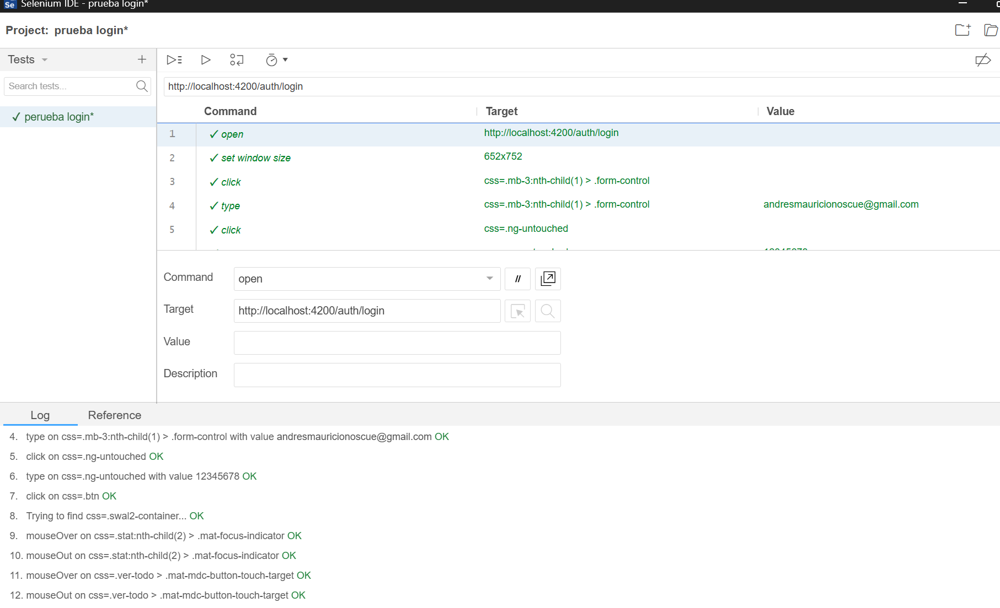 Se Selenium IDE - prueba login*
Project: prueba login*
Tests
Search tests...
✓ perueba login*
http://localhost:4200/auth/login
Command Target Value
1 ✓ open http://localhost:4200/auth/login
2 ✓ set window size 652x752
3 ✓ click css=.mb-3:nth-child(1) > .form-control
4 ✓ type css=.mb-3:nth-child(1) > .form-control andresmauricionoscue@gmail.com
5 ✓ click css=.ng-untouched
Command open //
Target http://localhost:4200/auth/login
Value
Description
Log Reference
4. type on css=.mb-3:nth-child(1) > .form-control with value andresmauricionoscue@gmail.com OK
5. click on css=.ng-untouched OK
6. type on css=.ng-untouched with value 12345678 OK
7. click on css=.btn OK
8. Trying to find css=.swal2-container... OK
9. mouseOver on css=.stat:nth-child(2) > .mat-focus-indicator OK
10. mouseOut on css=.stat:nth-child(2) > .mat-focus-indicator OK
11. mouseOver on css=.ver-todo > .mat-mdc-button-touch-target OK
12. mouseOut on css=.ver-todo > .mat-mdc-button-touch-target OK